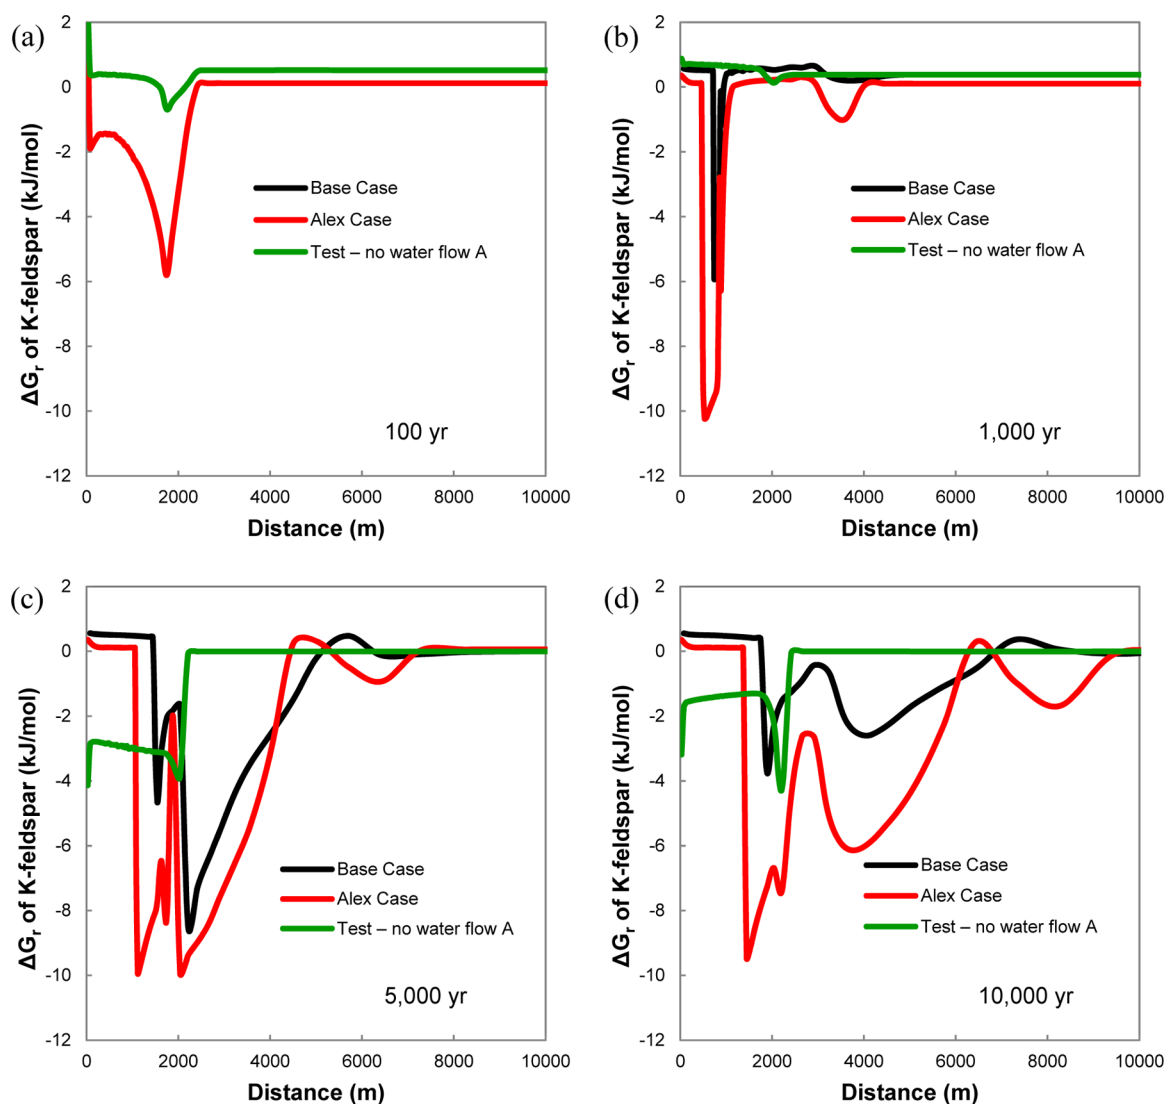 (a)
2
0
-2
-4
-6
-8
-10
-12
ΔGr of K-feldspar (kJ/mol)
Base Case
Alex Case
Test – no water flow A
100 yr
0 2000 4000 6000 8000 10000
Distance (m)
(b)
2
0
-2
-4
-6
-8
-10
-12
ΔGr of K-feldspar (kJ/mol)
Base Case
Alex Case
Test – no water flow A
1,000 yr
0 2000 4000 6000 8000 10000
Distance (m)
(c)
2
0
-2
-4
-6
-8
-10
-12
ΔGr of K-feldspar (kJ/mol)
Base Case
Alex Case
Test – no water flow A
5,000 yr
0 2000 4000 6000 8000 10000
Distance (m)
(d)
2
0
-2
-4
-6
-8
-10
-12
ΔGr of K-feldspar (kJ/mol)
Base Case
Alex Case
Test – no water flow A
10,000 yr
0 2000 4000 6000 8000 10000
Distance (m)